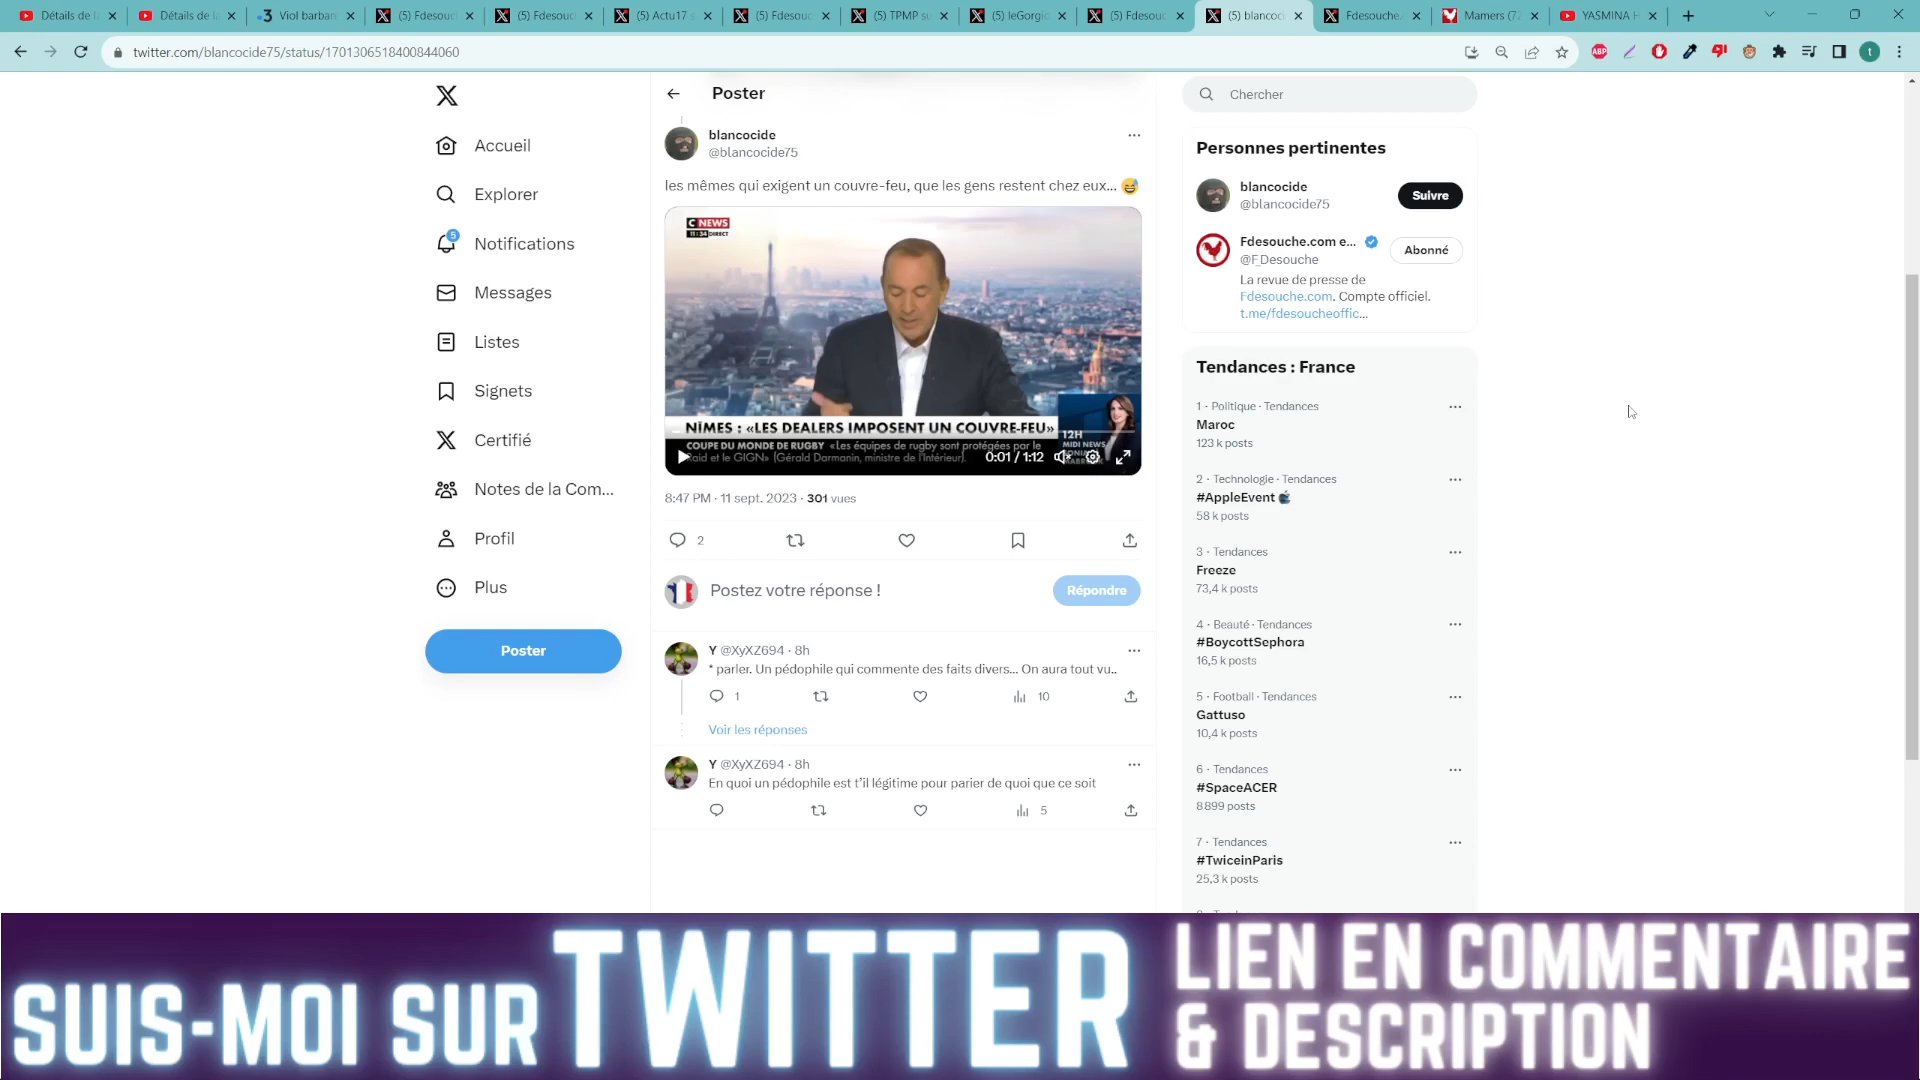 Détails de la
Détails de la
Viol barbar
(5) Fdesouc
(5) Fdesouc
(5) Actu17 s
(5) Fdesouc
(5) TPMP su
(5) leGorgio
(5) Fdesouc
(5) blancoci
Fdesouche.
Mamers (72
YASMINA H
twitter.com/blancocide75/status/1701306518400844060
ABP
t
Accueil
Explorer
5
Notifications
Messages
Listes
Signets
Certifié
Notes de la Com...
Profil
Plus
Poster
Poster
blancocide
@blancocide75
les mêmes qui exigent un couvre-feu, que les gens restent chez eux... 😅
CNEWS
11:34 DIRECT
NÎMES : «LES DEALERS IMPOSENT UN COUVRE-FEU»
COUPE DU MONDE DE RUGBY «Les équipes de rugby sont protégées par le
Raid et le GIGN» (Gérald Darmanin, ministre de l'Intérieur).
12H
MIDI NEWS
0:01 / 1:12
8:47 PM · 11 sept. 2023 · 301 vues
2
Postez votre réponse !
Répondre
Y @XyXZ694 · 8h
* parler. Un pédophile qui commente des faits divers... On aura tout vu..
1
10
Voir les réponses
Y @XyXZ694 · 8h
En quoi un pédophile est t'il légitime pour parier de quoi que ce soit
5
Chercher
Personnes pertinentes
blancocide
@blancocide75
Suivre
Fdesouche.com e...
@F_Desouche
Abonné
La revue de presse de
Fdesouche.com. Compte officiel.
t.me/fdesoucheoffic...
Tendances : France
1 · Politique · Tendances
Maroc
123 k posts
2 · Technologie · Tendances
#AppleEvent
58 k posts
3 · Tendances
Freeze
73,4 k posts
4 · Beauté · Tendances
#BoycottSephora
16,5 k posts
5 · Football · Tendances
Gattuso
10,4 k posts
6 · Tendances
#SpaceACER
8 899 posts
7 · Tendances
#TwiceinParis
25,3 k posts
SUIS-MOI SUR TWITTER
LIEN EN COMMENTAIRE
& DESCRIPTION